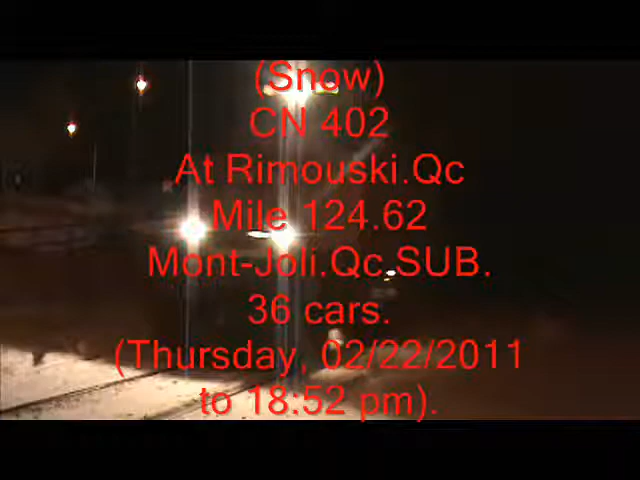 (Snow)
CN 402
At Rimouski.Qc
Mile 124.62
Mont-Joli.Qc.SUB.
36 cars.
(Thursday, 02/22/2011
to 18:52 pm).